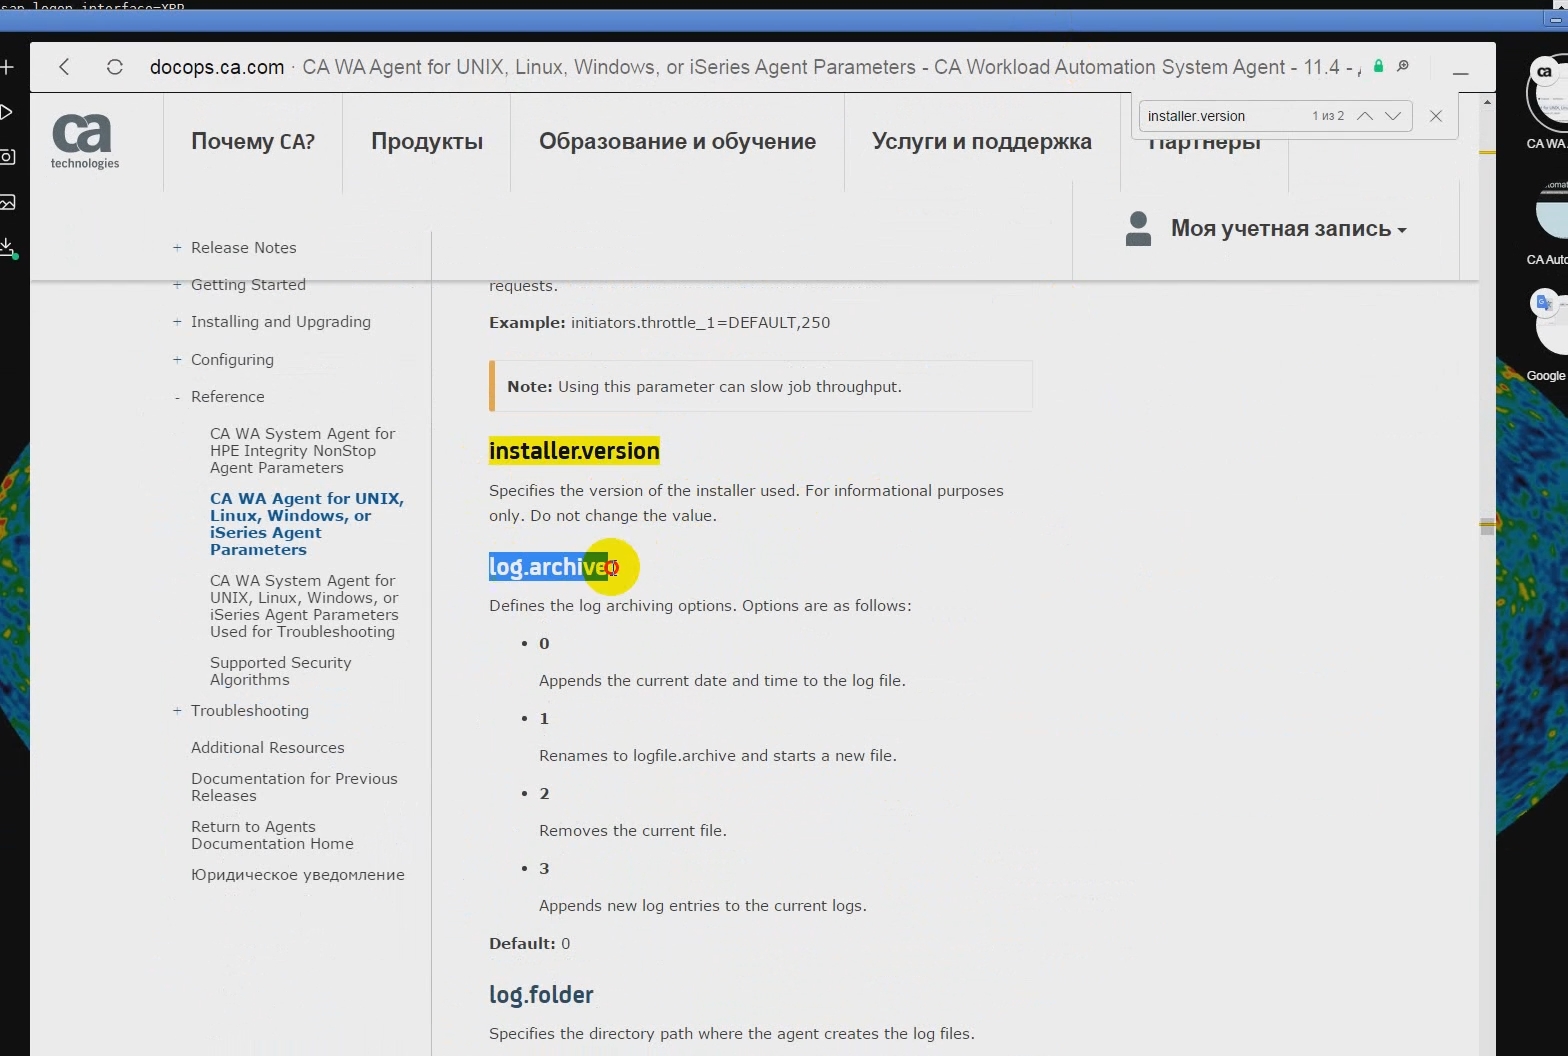 docops.ca.com · CA WA Agent for UNIX, Linux, Windows, or iSeries Agent Parameters - CA Workload Automation System Agent - 11.4 -
installer.version 1 из 2
ca
technologies
Почему CA?
Продукты
Образование и обучение
Услуги и поддержка
Партнеры
Моя учетная запись
+ Release Notes
+ Getting Started
+ Installing and Upgrading
+ Configuring
- Reference
CA WA System Agent for
HPE Integrity NonStop
Agent Parameters
CA WA Agent for UNIX,
Linux, Windows, or
iSeries Agent
Parameters
CA WA System Agent for
UNIX, Linux, Windows, or
iSeries Agent Parameters
Used for Troubleshooting
Supported Security
Algorithms
+ Troubleshooting
Additional Resources
Documentation for Previous
Releases
Return to Agents
Documentation Home
Юридическое уведомление
requests.
Example: initiators.throttle_1=DEFAULT,250
Note: Using this parameter can slow job throughput.
installer.version
Specifies the version of the installer used. For informational purposes
only. Do not change the value.
log.archive
Defines the log archiving options. Options are as follows:
• 0
Appends the current date and time to the log file.
• 1
Renames to logfile.archive and starts a new file.
• 2
Removes the current file.
• 3
Appends new log entries to the current logs.
Default: 0
log.folder
Specifies the directory path where the agent creates the log files.
ca
CA WA
CA Auto
Google